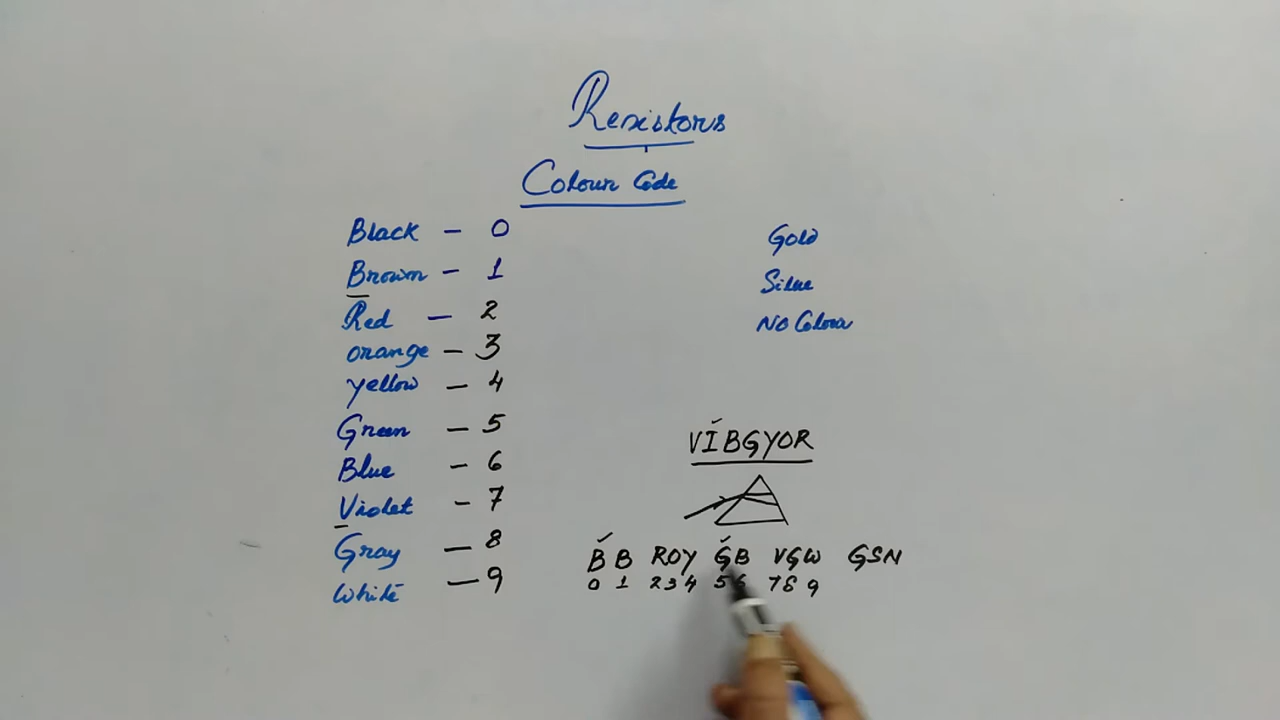 Resistors
Colour Code
Black - 0
Brown - 1
Red - 2
orange - 3
yellow - 4
Green - 5
Blue - 6
Violet - 7
Gray - 8
White - 9
Gold
Silve
No Colour
VIBGYOR
B B ROY GB VGW GSN
0 1 2 3 4 5 6 7 8 9